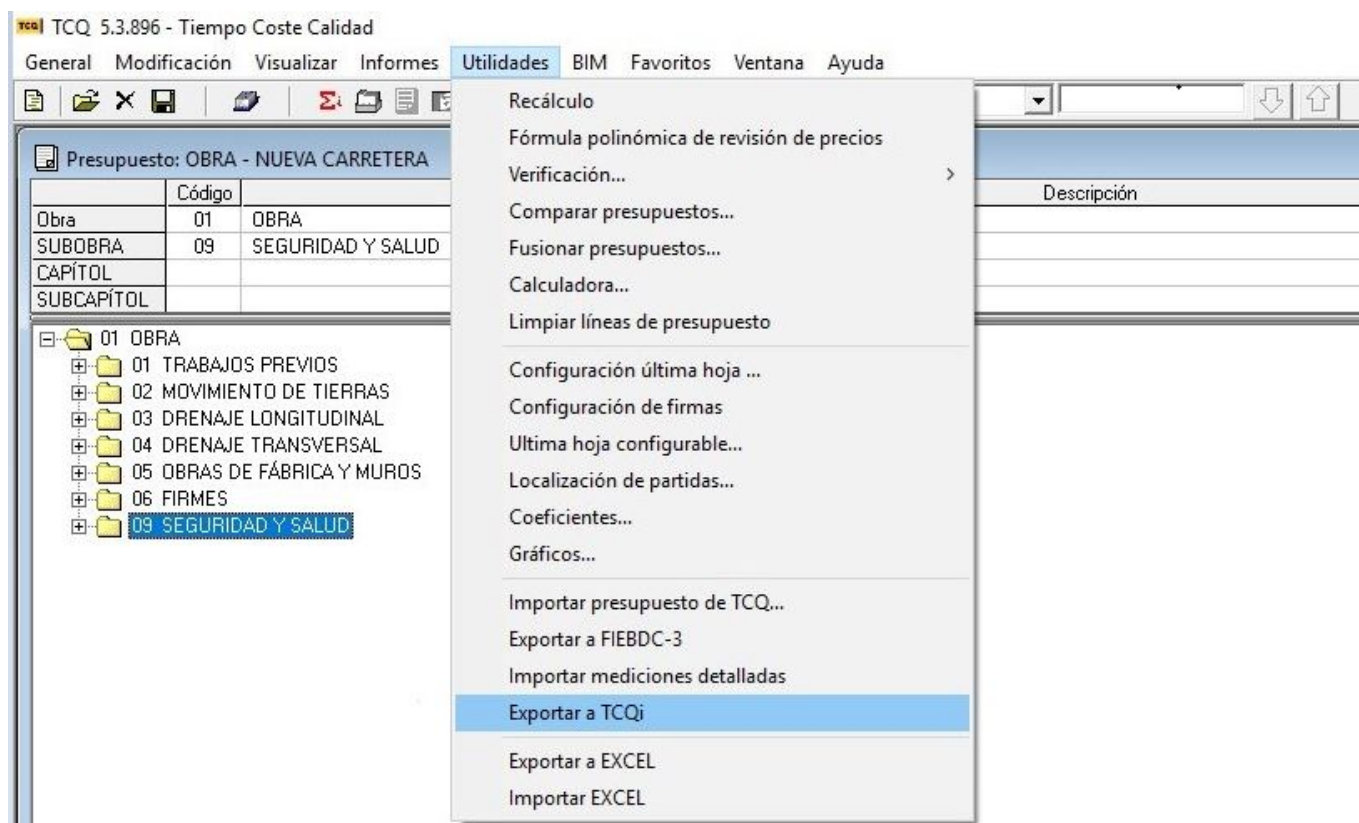 TCQ TCQ 5.3.896 - Tiempo Coste Calidad
General Modificación Visualizar Informes Utilidades BIM Favoritos Ventana Ayuda
Presupuesto: OBRA - NUEVA CARRETERA
Código Descripción
Obra 01 OBRA
SUBOBRA 09 SEGURIDAD Y SALUD
CAPÍTOL
SUBCAPÍTOL
01 OBRA
01 TRABAJOS PREVIOS
02 MOVIMIENTO DE TIERRAS
03 DRENAJE LONGITUDINAL
04 DRENAJE TRANSVERSAL
05 OBRAS DE FÁBRICA Y MUROS
06 FIRMES
09 SEGURIDAD Y SALUD
Recálculo
Fórmula polinómica de revisión de precios
Verificación...
Comparar presupuestos...
Fusionar presupuestos...
Calculadora...
Limpiar líneas de presupuesto
Configuración última hoja ...
Configuración de firmas
Ultima hoja configurable...
Localización de partidas...
Coeficientes...
Gráficos...
Importar presupuesto de TCQ...
Exportar a FIEBDC-3
Importar mediciones detalladas
Exportar a TCQi
Exportar a EXCEL
Importar EXCEL